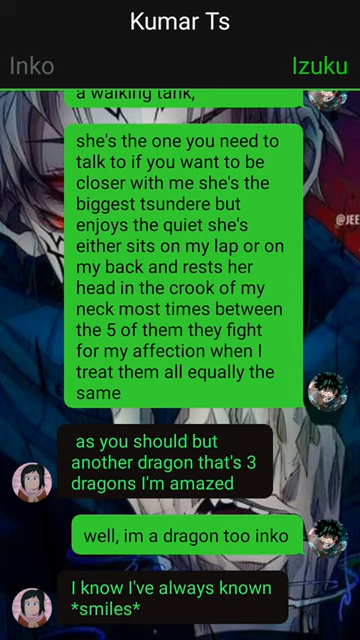 Kumar Ts
Inko
Izuku
a walking tank,
she's the one you need to
talk to if you want to be
closer with me she's the
biggest tsundere but
enjoys the quiet she's
either sits on my lap or on
my back and rests her
head in the crook of my
neck most times between
the 5 of them they fight
for my affection when I
treat them all equally the
same
@JEE
as you should but
another dragon that's 3
dragons I'm amazed
well, im a dragon too inko
I know I've always known
*smiles*